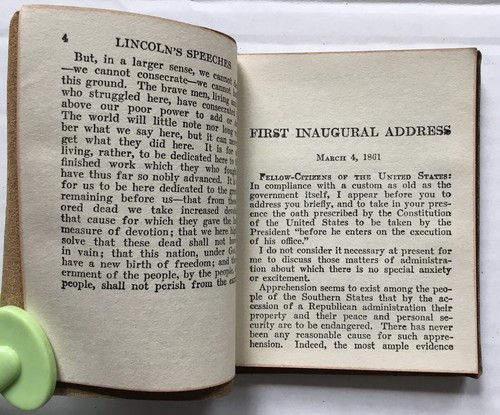 4 LINCOLN'S SPEECHES
But, in a larger sense, we cannot
—we cannot consecrate—we cannot
this ground. The brave men, living
who struggled here, have consecrated
above our poor power to add or
The world will little note nor long
ber what we say here, but it can
get what they did here. It is for
living, rather, to be dedicated here to
finished work which they who fought
have thus far so nobly advanced. It is
for us to be here dedicated to the great
remaining before us—that from these
ored dead we take increased devotion
that cause for which they gave the
measure of devotion; that we here
solve that these dead shall not have
in vain; that this nation, under
have a new birth of freedom; and
ernment of the people, by the people,
people, shall not perish from the
FIRST INAUGURAL ADDRESS
March 4, 1861
Fellow-Citizens of the United States:
In compliance with a custom as old as the
government itself, I appear before you to
address you briefly, and to take in your pres-
ence the oath prescribed by the Constitution
of the United States to be taken by the
President "before he enters on the execution
of his office."
I do not consider it necessary at present for
me to discuss those matters of administra-
tion about which there is no special anxiety
or excitement.
Apprehension seems to exist among the peo-
ple of the Southern States that by the ac-
cession of a Republican administration their
property and their peace and personal se-
curity are to be endangered. There has never
been any reasonable cause for such appre-
hension. Indeed, the most ample evidence